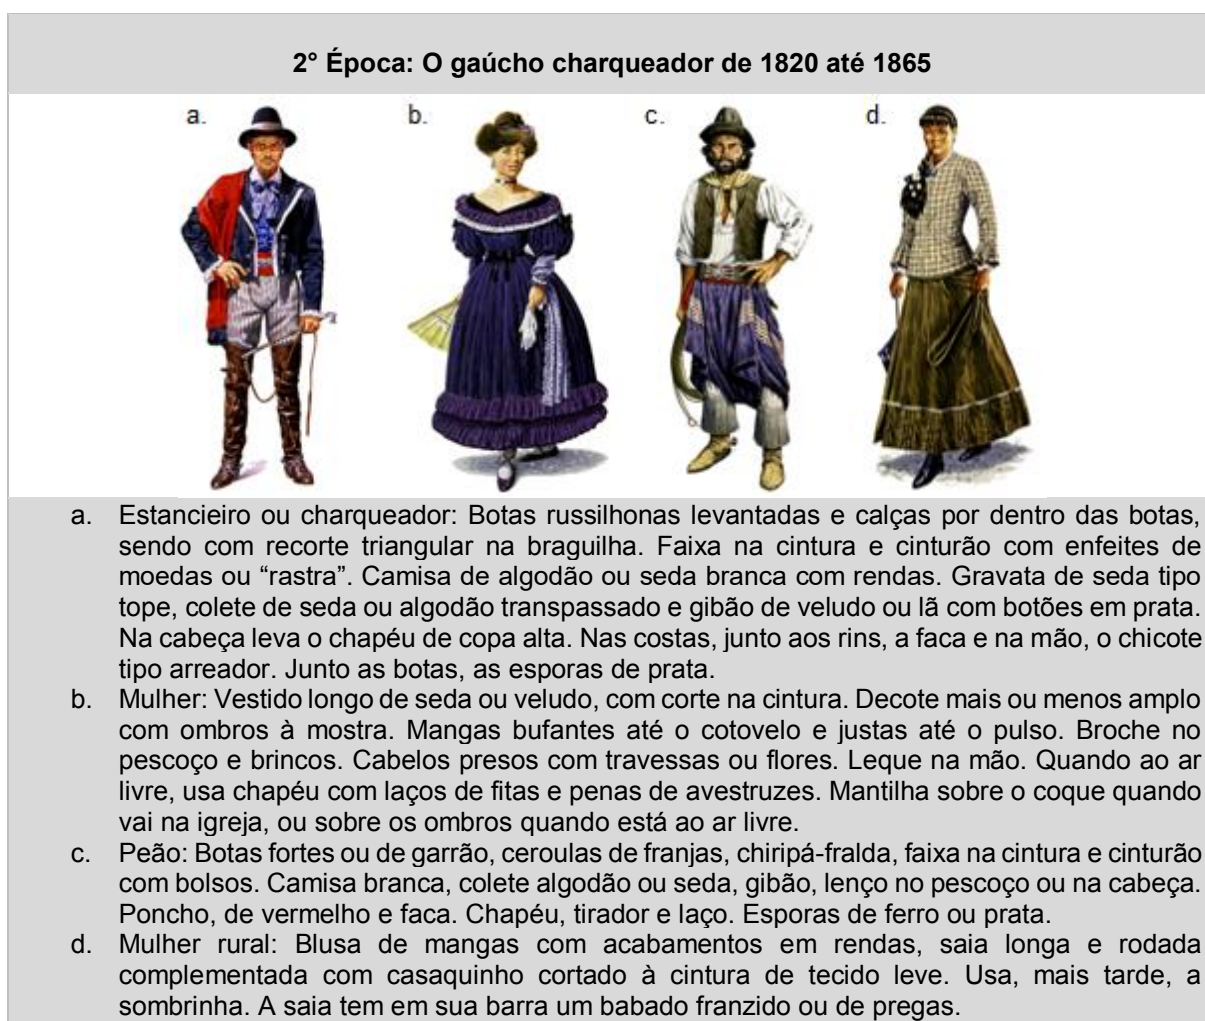 2° Época: O gaúcho charqueador de 1820 até 1865
a. b. c. d.
a. Estancieiro ou charqueador: Botas russilhonas levantadas e calças por dentro das botas,
sendo com recorte triangular na braguilha. Faixa na cintura e cinturão com enfeites de
moedas ou “rastra”. Camisa de algodão ou seda branca com rendas. Gravata de seda tipo
tope, colete de seda ou algodão transpassado e gibão de veludo ou lã com botões em prata.
Na cabeça leva o chapéu de copa alta. Nas costas, junto aos rins, a faca e na mão, o chicote
tipo arreador. Junto as botas, as esporas de prata.
b. Mulher: Vestido longo de seda ou veludo, com corte na cintura. Decote mais ou menos amplo
com ombros à mostra. Mangas bufantes até o cotovelo e justas até o pulso. Broche no
pescoço e brincos. Cabelos presos com travessas ou flores. Leque na mão. Quando ao ar
livre, usa chapéu com laços de fitas e penas de avestruzes. Mantilha sobre o coque quando
vai na igreja, ou sobre os ombros quando está ao ar livre.
c. Peão: Botas fortes ou de garrão, ceroulas de franjas, chiripá-fralda, faixa na cintura e cinturão
com bolsos. Camisa branca, colete algodão ou seda, gibão, lenço no pescoço ou na cabeça.
Poncho, de vermelho e faca. Chapéu, tirador e laço. Esporas de ferro ou prata.
d. Mulher rural: Blusa de mangas com acabamentos em rendas, saia longa e rodada
complementada com casaquinho cortado à cintura de tecido leve. Usa, mais tarde, a
sombrinha. A saia tem em sua barra um babado franzido ou de pregas.